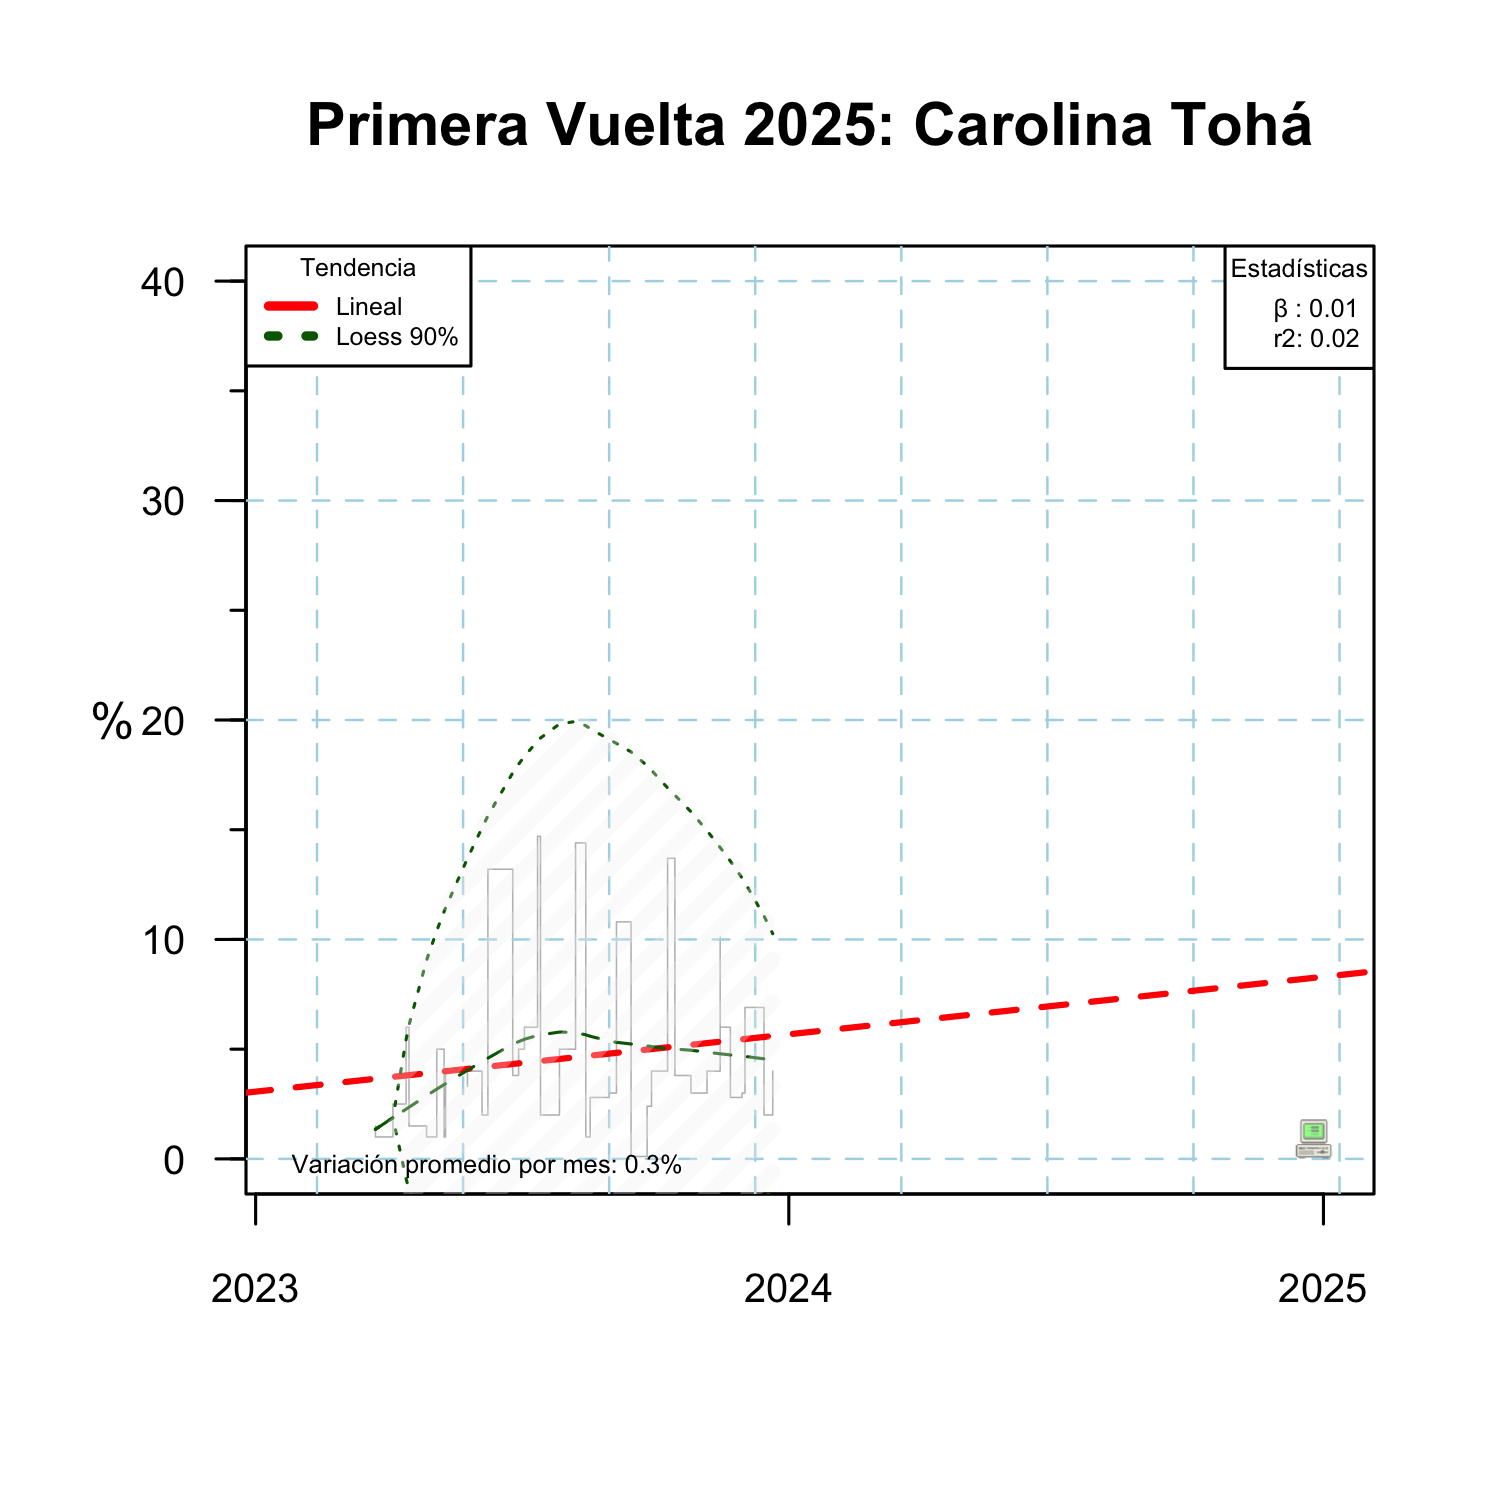 Primera Vuelta 2025: Carolina Tohá
Tendencia
Lineal
Loess 90%
Estadísticas
β : 0.01
r2: 0.02
40
30
% 20
10
0
Variación promedio por mes: 0.3%
2023 2024 2025